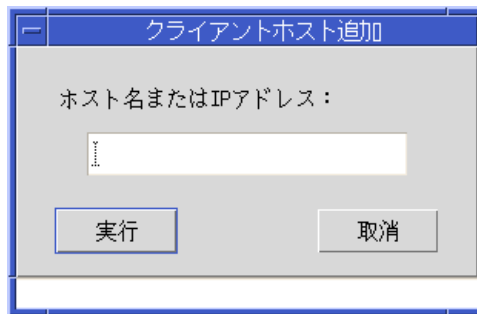 クライアントホスト追加
ホスト名またはIPアドレス：
実行
取消